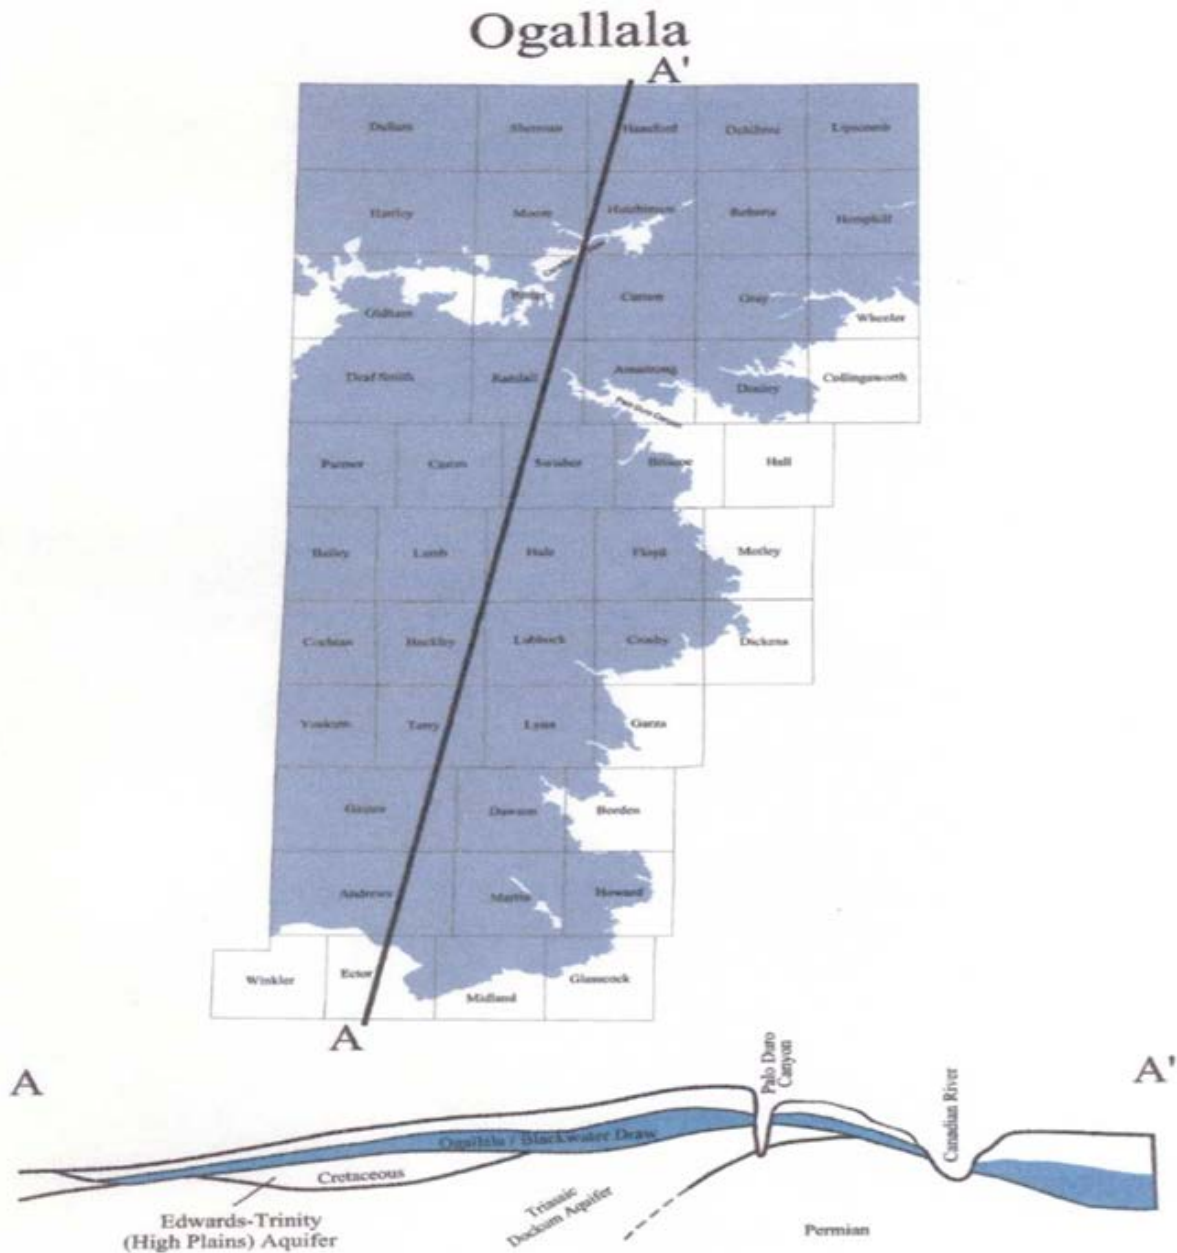 Ogallala
A'
Dallam Sherman Hansford Ochiltree Lipscomb
Hartley Moore Hutchinson Roberts Hemphill
Oldham Potter Carson Gray Wheeler
Deaf Smith Randall Armstrong Donley Collingsworth
Palo Duro Canyon
Parmer Castro Swisher Briscoe Hall
Bailey Lamb Hale Floyd Motley
Cochran Hockley Lubbock Crosby Dickens
Yoakum Terry Lynn Garza
Gaines Dawson Borden
Andrews Martin Howard
Winkler Ector Midland Glasscock
A
A
A'
Palo Duro
Canyon
Canadian River
Ogallala / Blackwater Draw
Cretaceous
Edwards-Trinity
(High Plains) Aquifer
Triassic
Dockum Aquifer
Permian